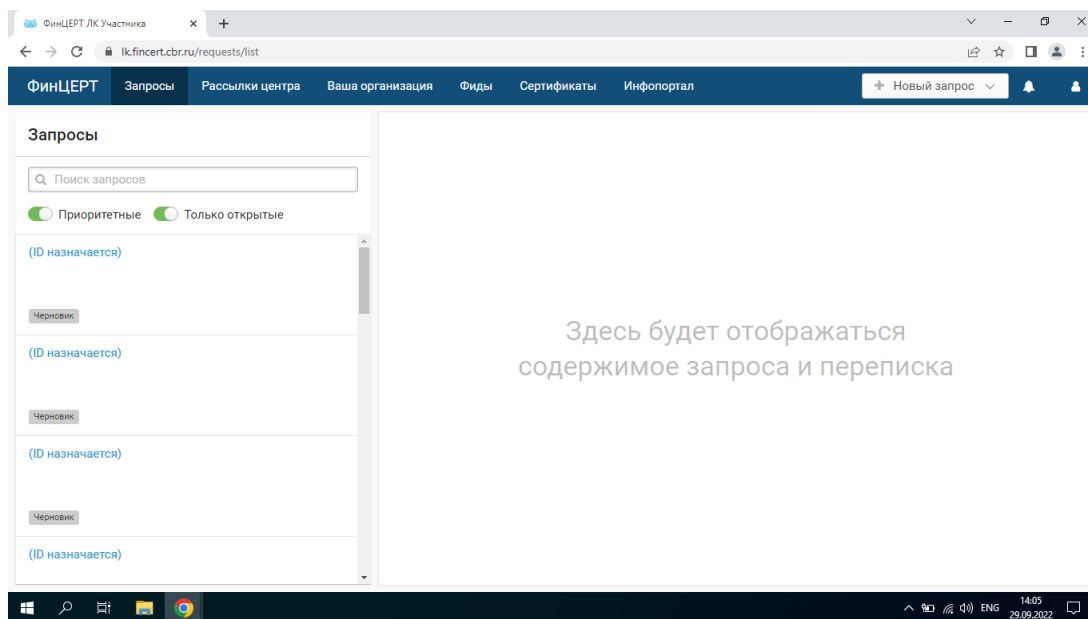 ФинЦЕРТ ЛК Участника
lk.fincert.cbr.ru/requests/list
ФинЦЕРТ Запросы Рассылки центра Ваша организация Фиды Сертификаты Инфопортал Новый запрос
Запросы
Поиск запросов
Приоритетные Только открытые
(ID назначается)
Черновик
(ID назначается)
Черновик
(ID назначается)
Черновик
(ID назначается)
Здесь будет отображаться
содержимое запроса и переписка
ENG
14:05
29.09.2022